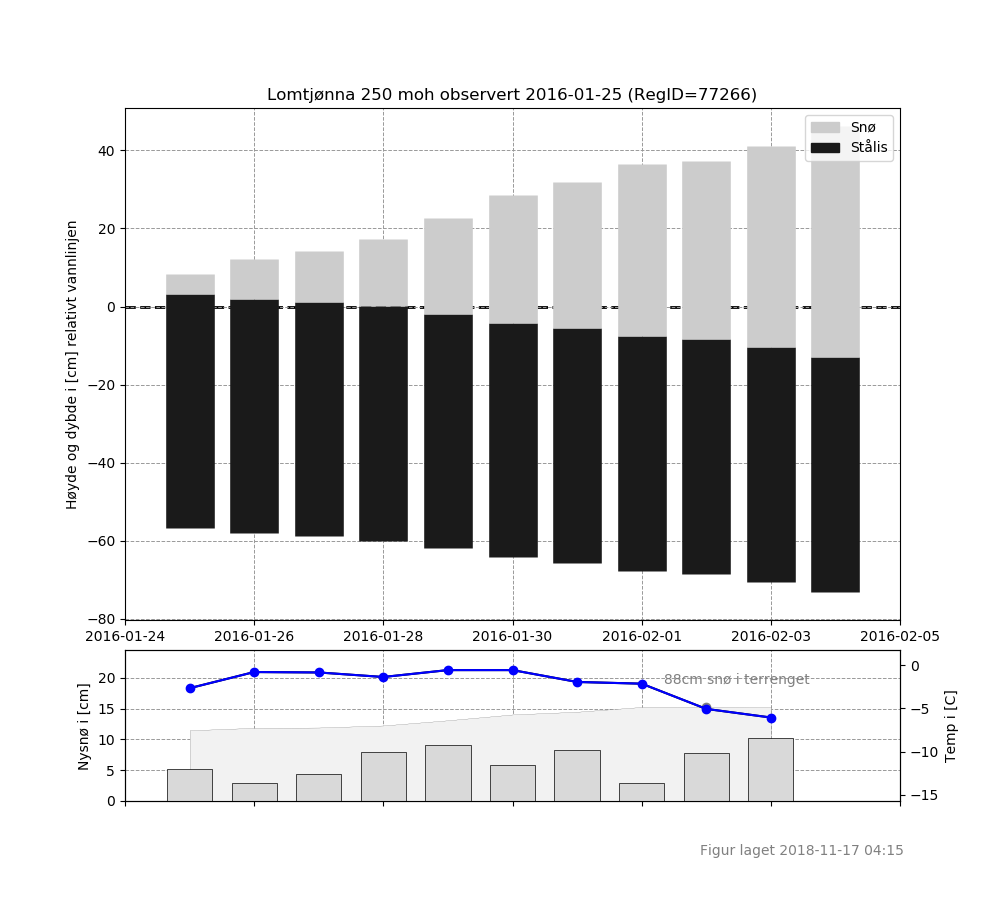 Lomtjønna 250 moh observert 2016-01-25 (RegID=77266)
Snø
Stålis
Høyde og dybde i [cm] relativt vannlinjen
40
20
0
−20
−40
−60
−80
2016-01-24 2016-01-26 2016-01-28 2016-01-30 2016-02-01 2016-02-03 2016-02-05
Nysnø i [cm]
20
15
10
5
0
88cm snø i terrenget
0
−5
−10
−15
Temp i [C]
Figur laget 2018-11-17 04:15